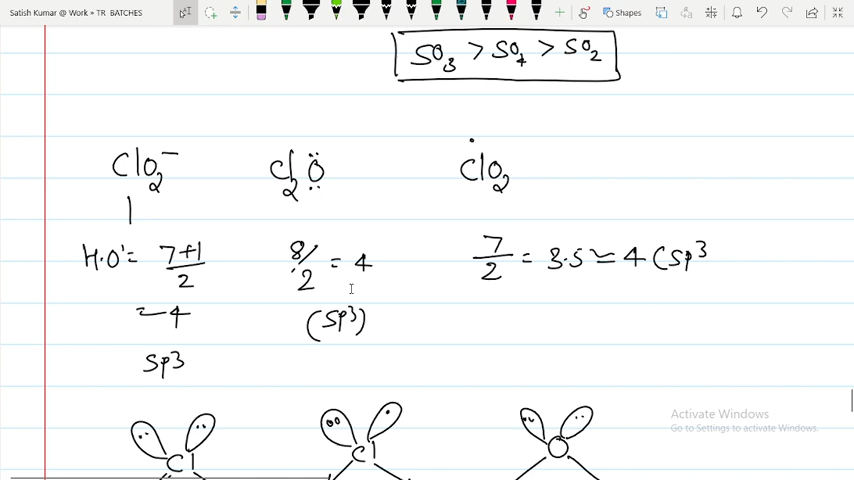 Satish Kumar @ Work » TR BATCHES
Shapes
SO₃ > SO₄ > SO₂
ClO₂⁻ Cl₂O ClO₂
H.O' = 7+1/2 8/2 = 4 7/2 = 3.5 ≃ 4 (Sp³
= 4 (Sp³)
Sp3
Cl Cl O
Activate Windows
Go to Settings to activate Windows.